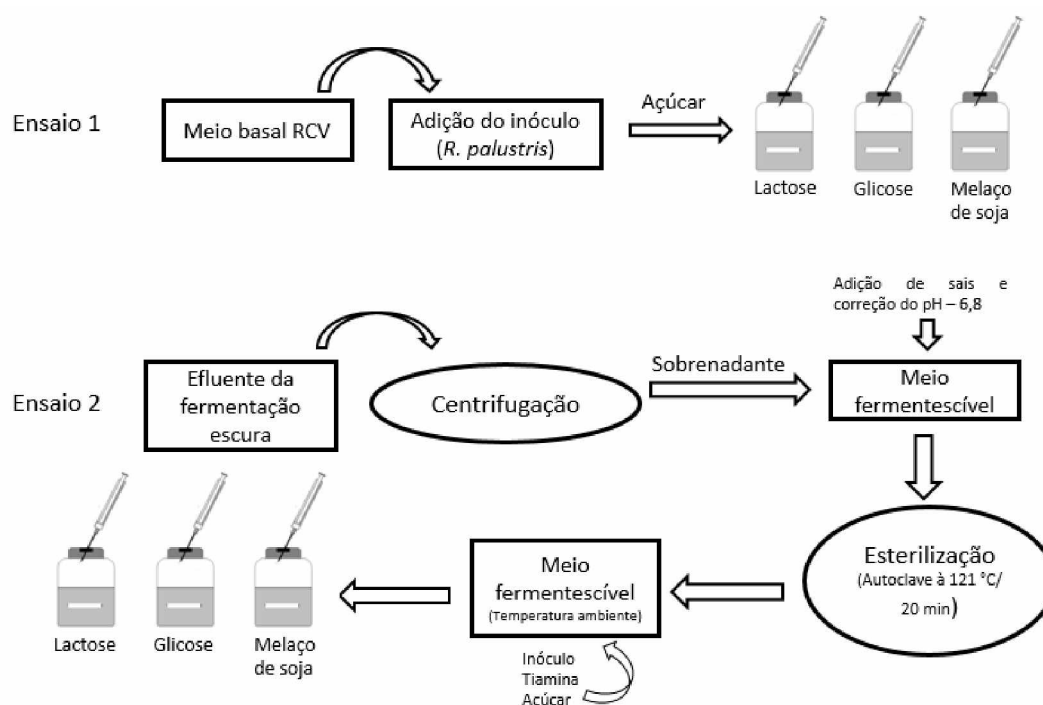 Ensaio 1
Meio basal RCV
Adição do inóculo
(R. palustris)
Açúcar
Lactose
Glicose
Melaço
de soja
Adição de sais e
correção do pH – 6,8
Ensaio 2
Efluente da
fermentação
escura
Centrifugação
Sobrenadante
Meio
fermentescível
Esterilização
(Autoclave à 121 °C/
20 min)
Meio
fermentescível
(Temperatura ambiente)
Inóculo
Tiamina
Açúcar
Lactose
Glicose
Melaço
de soja